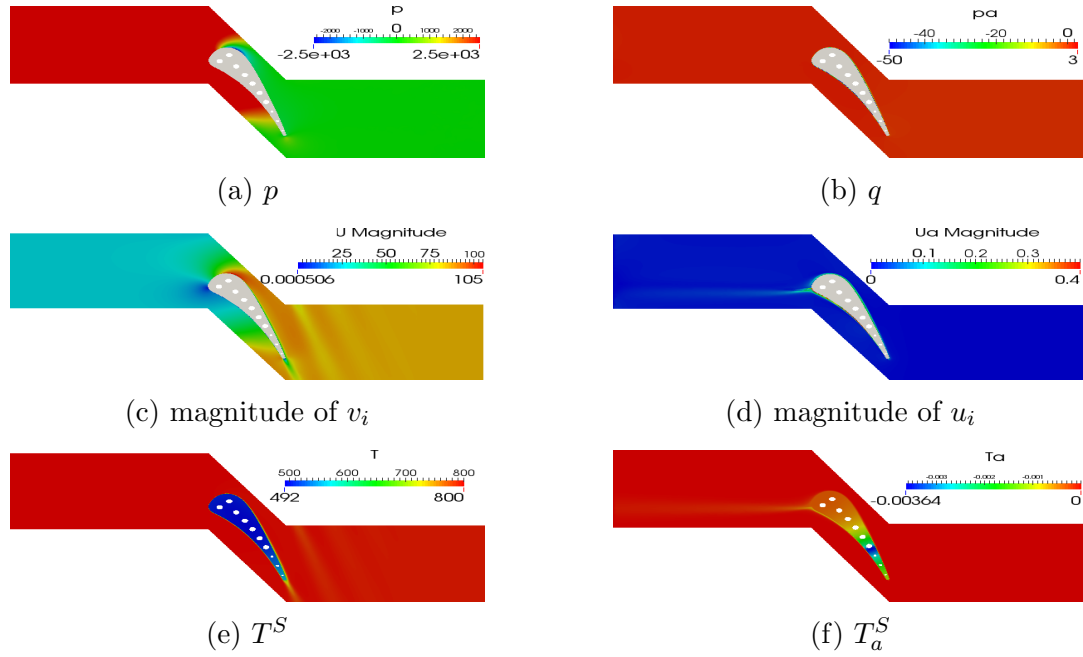 p
-2000 -1000 0 1000 2000
-2.5e+03 2.5e+03
(a) p
pa
-40 -20 0
-50 3
(b) q
U Magnitude
25 50 75 100
0.000506 105
(c) magnitude of v_i
Ua Magnitude
0.1 0.2 0.3
0 0.4
(d) magnitude of u_i
T
500 600 700 800
492 800
(e) T^S
Ta
-0.003 -0.002 -0.001
-0.00364 0
(f) T_a^S